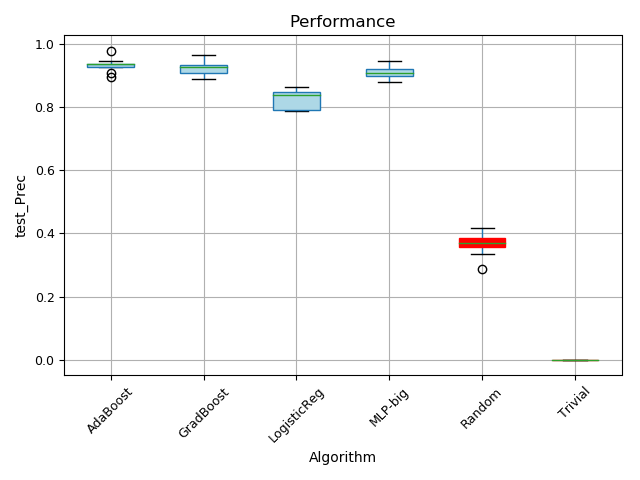 Performance
test_Prec
1.0
0.8
0.6
0.4
0.2
0.0
AdaBoost
GradBoost
LogisticReg
MLP-big
Random
Trivial
Algorithm